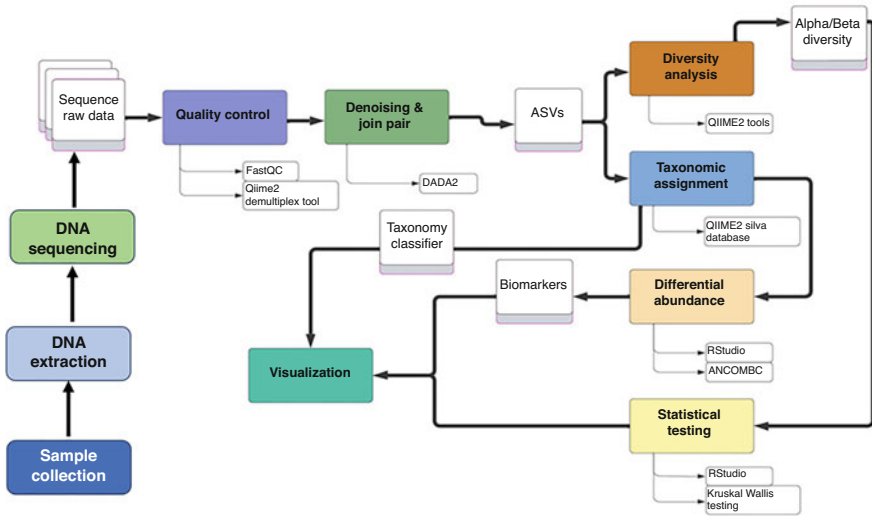 Alpha/Beta
diversity
Diversity
analysis
QIIME2 tools
Sequence
raw data
Quality control
FastQC
Qiime2
demultiplex tool
Denoising &
join pair
DADA2
ASVs
Taxonomic
assignment
QIIME2 silva
database
DNA
sequencing
Taxonomy
classifier
Biomarkers
Differential
abundance
RStudio
ANCOMBC
DNA
extraction
Visualization
Statistical
testing
RStudio
Kruskal Wallis
testing
Sample
collection